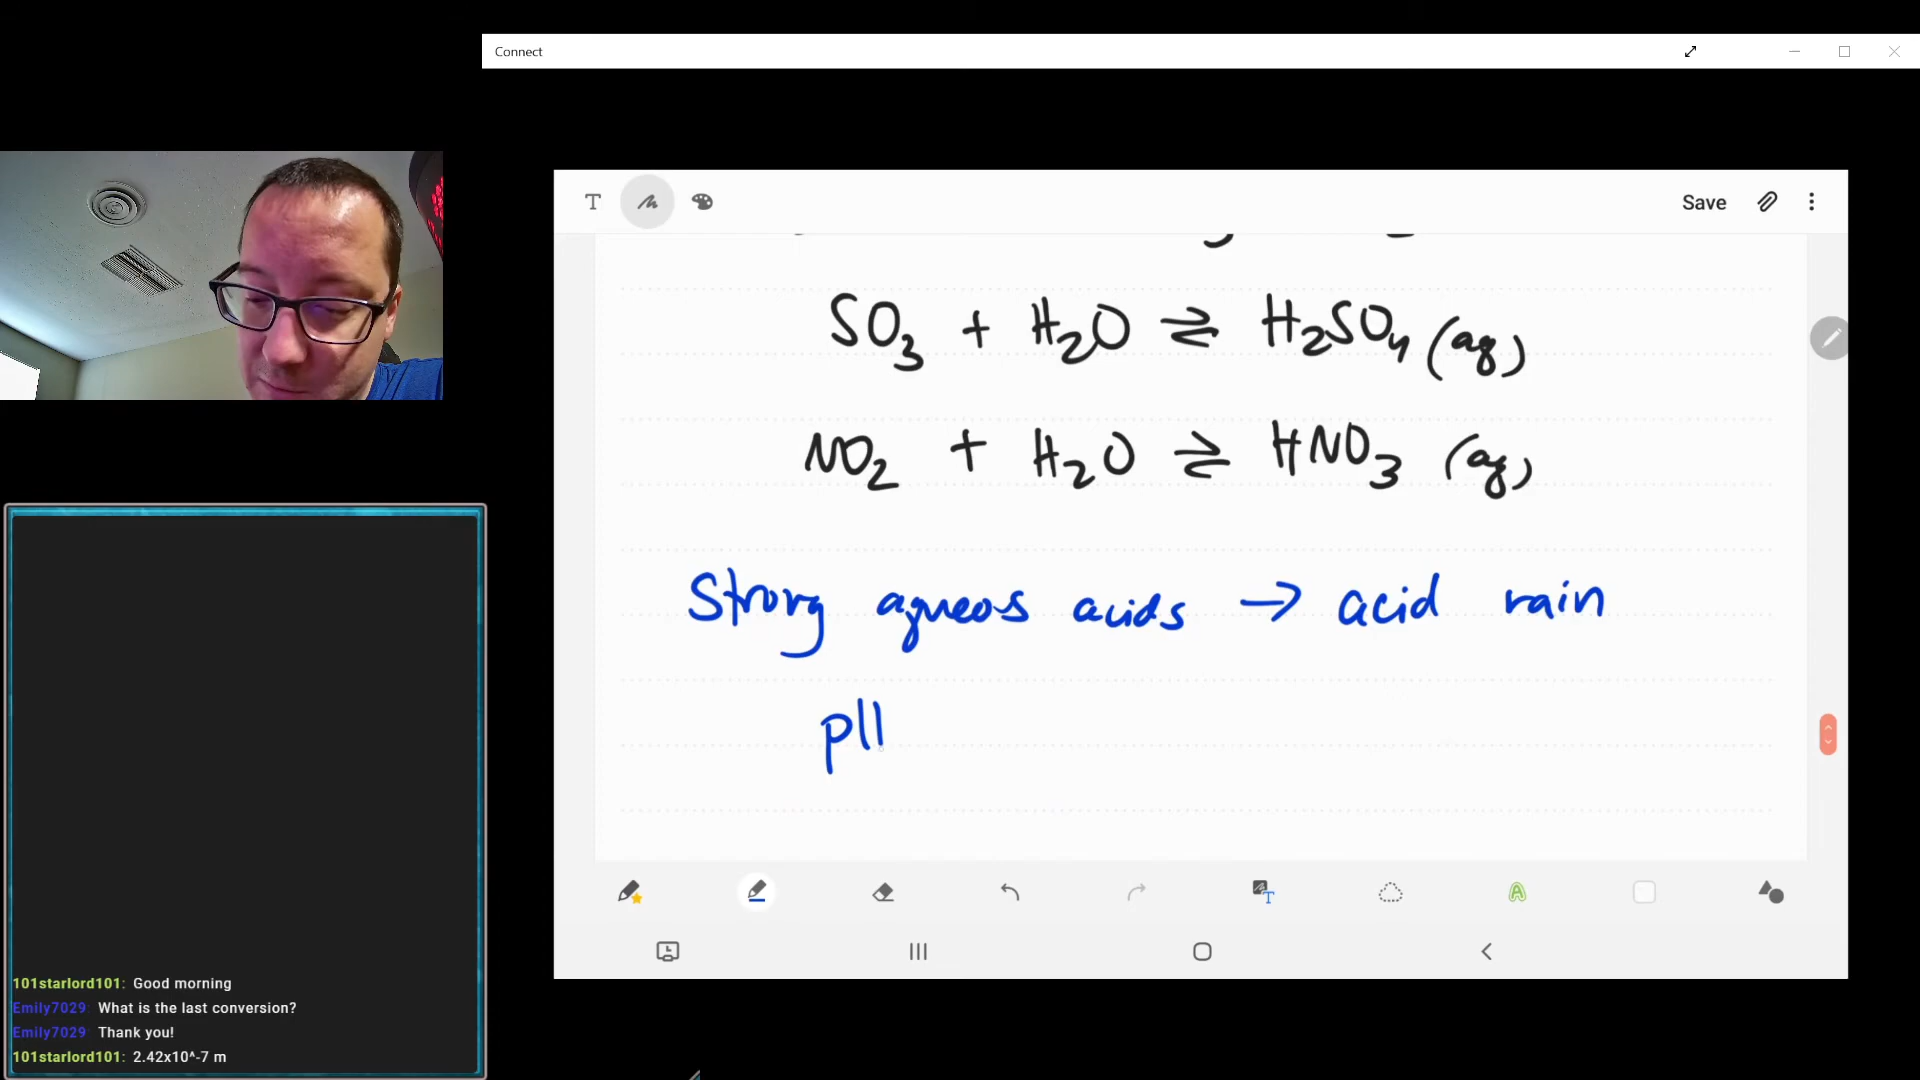 Connect
T
Save
SO₃ + H₂O ⇌ H₂SO₄ (aq)
NO₂ + H₂O ⇌ HNO₃ (aq)
Strong aqueos acids → acid rain
pll
T
A
101starlord101: Good morning
Emily7029: What is the last conversion?
Emily7029: Thank you!
101starlord101: 2.42x10^-7 m